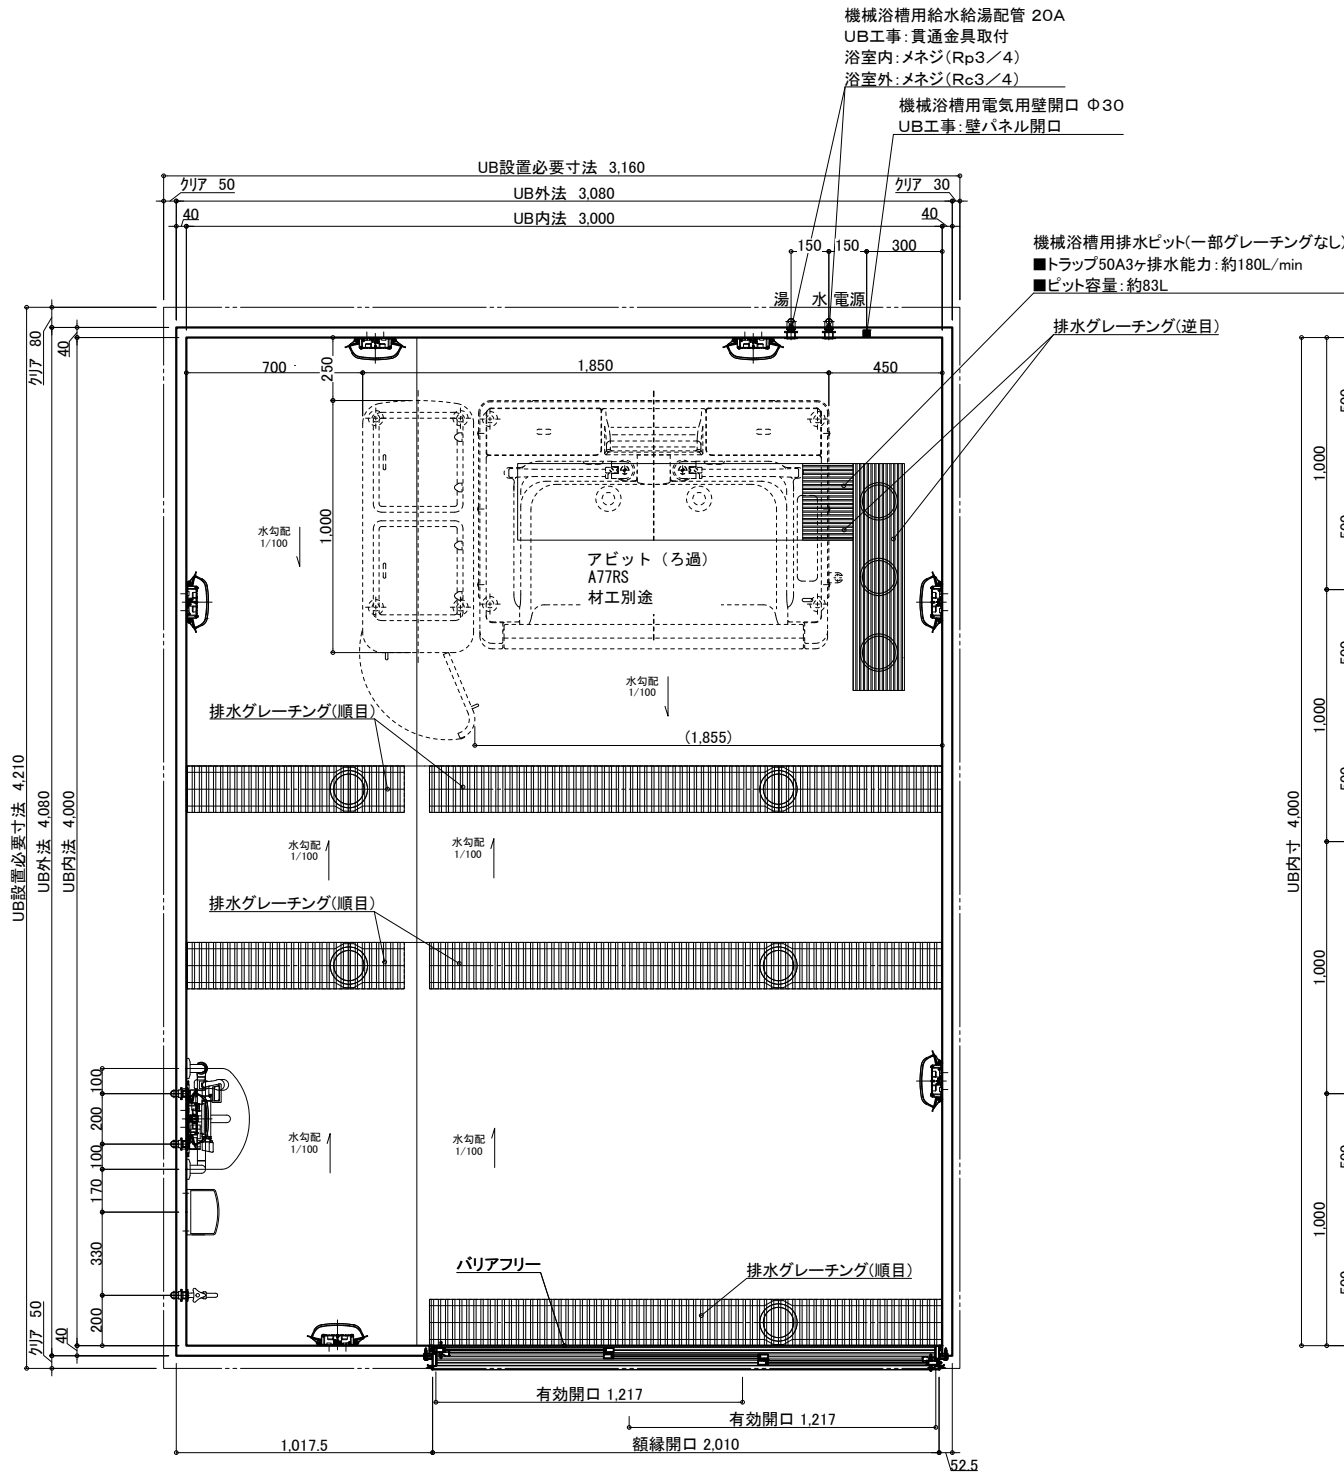 機械浴槽用給水給湯配管 20A
UB工事:貫通金具取付
浴室内:メネジ(Rp3/4)
浴室外:メネジ(Rc3/4)
機械浴槽用電気用壁開口 Φ30
UB工事:壁パネル開口
UB設置必要寸法 3,160
クリア 50
UB外法 3,080
クリア 30
40
UB内法 3,000
40
150
150
300
機械浴槽用排水ピット(一部グレーチングなし)
■トラップ50A3ヶ排水能力:約180L/min
■ピット容量:約83L
湯
水
電源
排水グレーチング(逆目)
クリア 80
40
700
250
1,850
450
1,000
水勾配
1/100
アビット (ろ過)
A77RS
材工別途
水勾配
1/100
排水グレーチング(順目)
(1,855)
UB設置必要寸法 4,210
UB外法 4,080
UB内法 4,000
水勾配
1/100
水勾配
1/100
排水グレーチング(順目)
100
200
100
170
330
200
水勾配
1/100
水勾配
1/100
バリアフリー
排水グレーチング(順目)
クリア 50
40
有効開口 1,217
有効開口 1,217
1,017.5
額縁開口 2,010
52.5
UB内寸 4,000
1,000
1,000
1,000
1,000